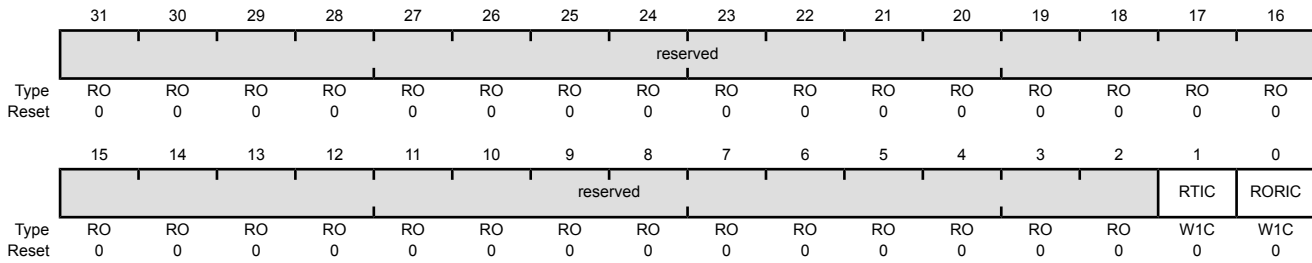 31 30 29 28 27 26 25 24 23 22 21 20 19 18 17 16
reserved
Type RO RO RO RO RO RO RO RO RO RO RO RO RO RO RO RO
Reset 0 0 0 0 0 0 0 0 0 0 0 0 0 0 0 0
15 14 13 12 11 10 9 8 7 6 5 4 3 2 1 0
reserved RTIC RORIC
Type RO RO RO RO RO RO RO RO RO RO RO RO RO RO W1C W1C
Reset 0 0 0 0 0 0 0 0 0 0 0 0 0 0 0 0